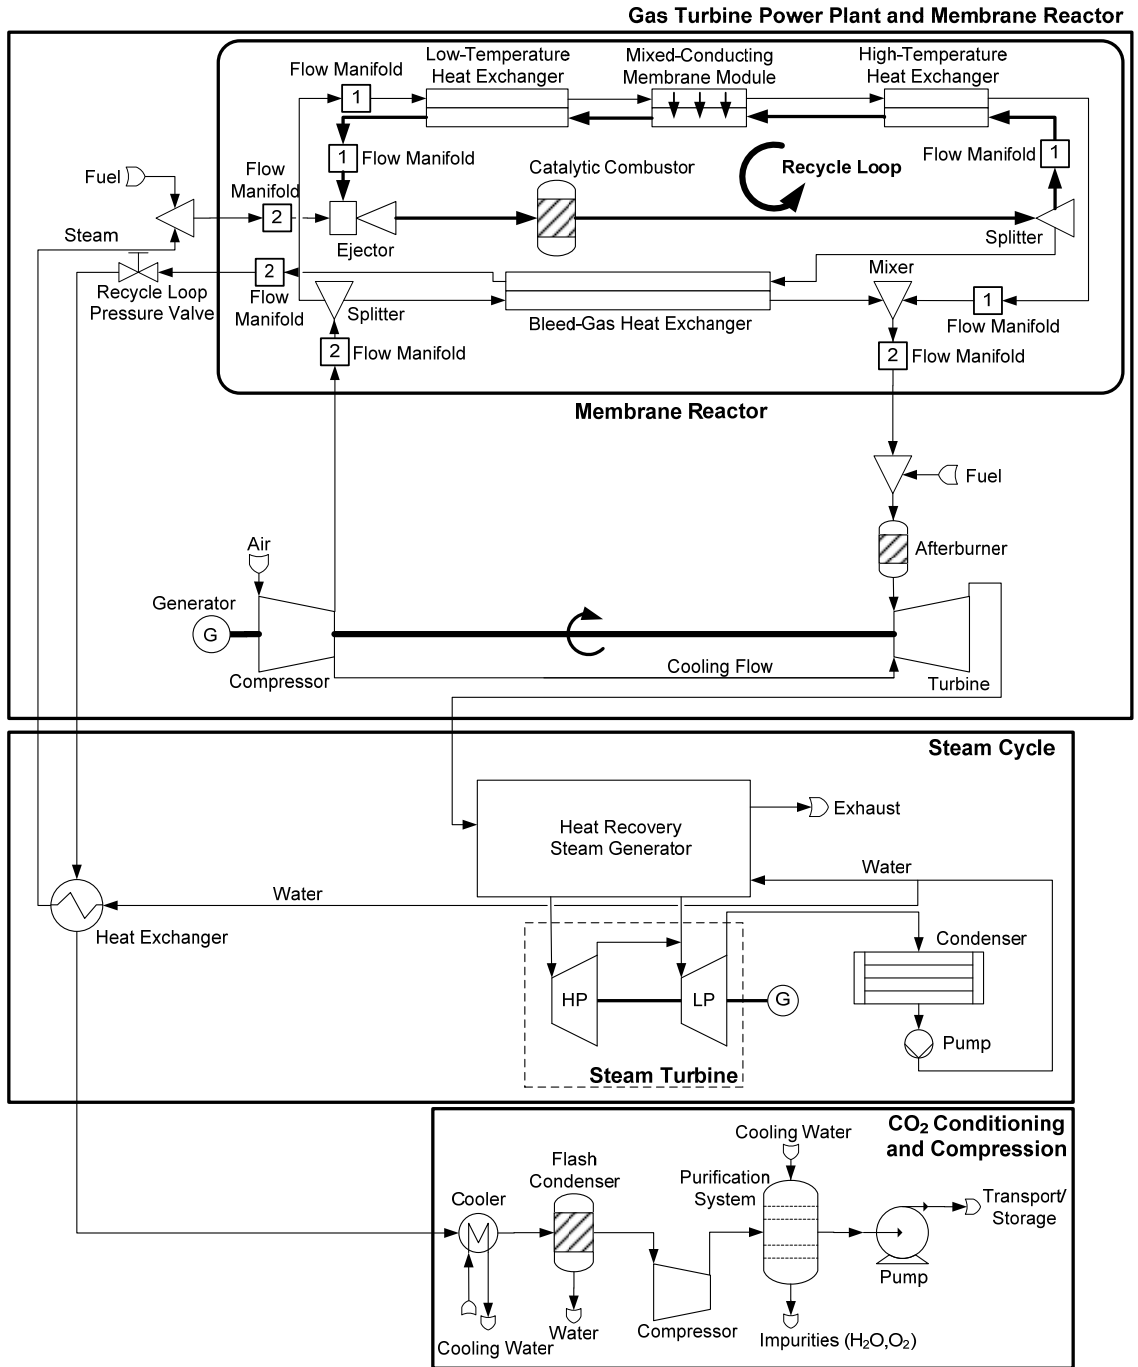 Gas Turbine Power Plant and Membrane Reactor
Low-Temperature
Heat Exchanger
Mixed-Conducting
Membrane Module
High-Temperature
Heat Exchanger
Flow Manifold
1
1
Flow Manifold
Flow Manifold
1
Fuel
Flow
Manifold
2
Catalytic Combustor
Recycle Loop
Ejector
Splitter
Steam
Recycle Loop
Pressure Valve
2
Flow
Manifold
Splitter
Bleed-Gas Heat Exchanger
Mixer
1
Flow Manifold
2
Flow Manifold
2
Flow Manifold
Membrane Reactor
Fuel
Afterburner
Air
Generator
G
Compressor
Cooling Flow
Turbine
Steam Cycle
Heat Recovery
Steam Generator
Exhaust
Water
Water
Heat Exchanger
Condenser
HP
LP
G
Pump
Steam Turbine
CO₂ Conditioning
and Compression
Cooling Water
Flash
Condenser
Purification
System
Cooler
Transport/
Storage
Pump
Compressor
Water
Cooling Water
Impurities (H₂O,O₂)